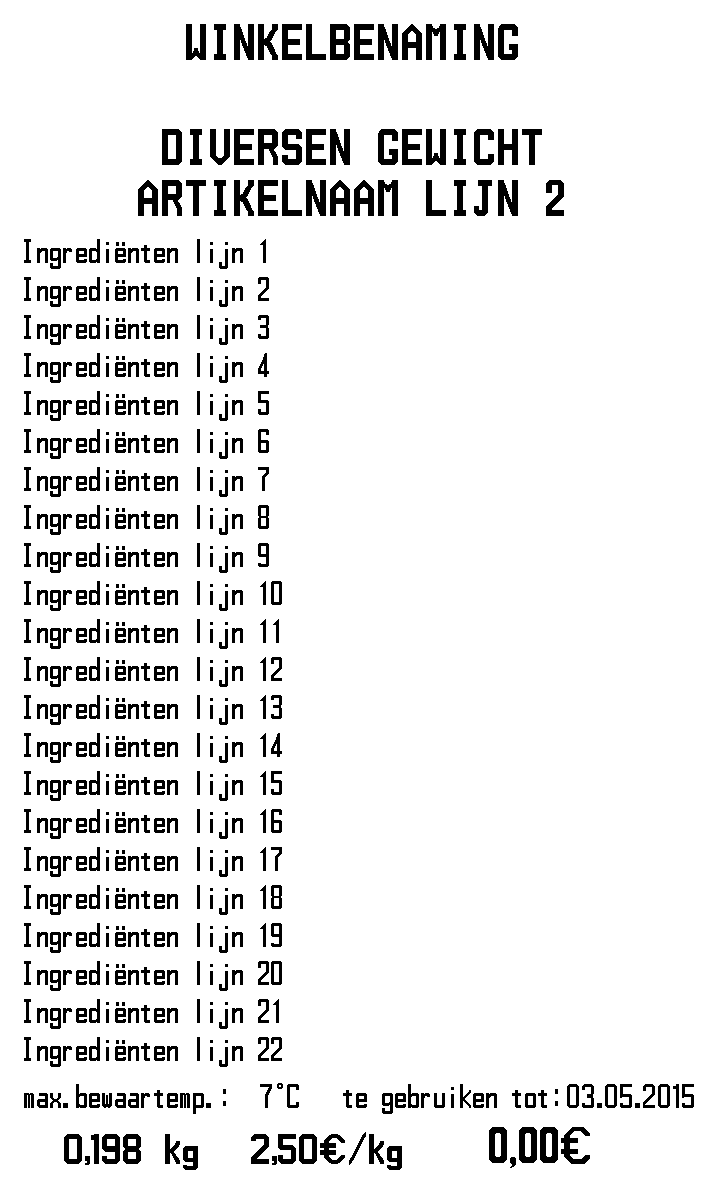 WINKELBENAMING
DIVERSEN GEWICHT
ARTIKELNAAM LIJN 2
Ingrediënten lijn 1
Ingrediënten lijn 2
Ingrediënten lijn 3
Ingrediënten lijn 4
Ingrediënten lijn 5
Ingrediënten lijn 6
Ingrediënten lijn 7
Ingrediënten lijn 8
Ingrediënten lijn 9
Ingrediënten lijn 10
Ingrediënten lijn 11
Ingrediënten lijn 12
Ingrediënten lijn 13
Ingrediënten lijn 14
Ingrediënten lijn 15
Ingrediënten lijn 16
Ingrediënten lijn 17
Ingrediënten lijn 18
Ingrediënten lijn 19
Ingrediënten lijn 20
Ingrediënten lijn 21
Ingrediënten lijn 22
max.bewaartemp.: 7°C te gebruiken tot:03.05.2015
0,198 kg 2,50€/kg 0,00€